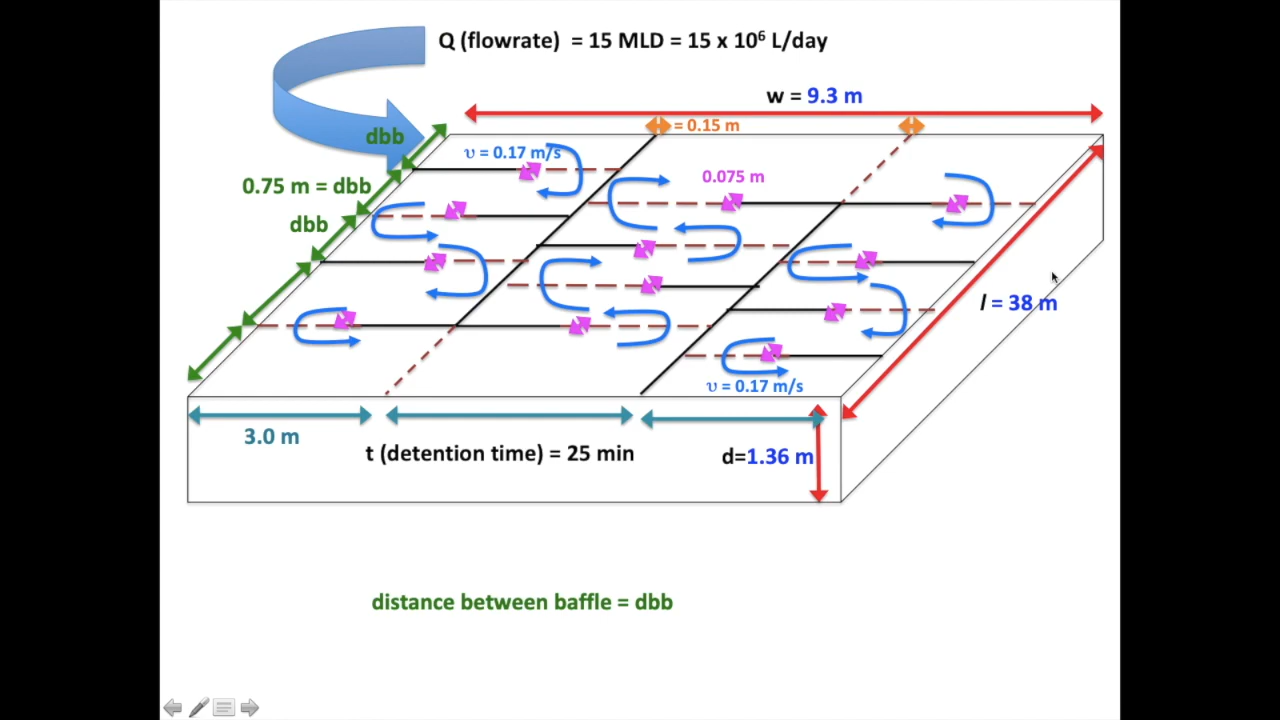 Q (flowrate) = 15 MLD = 15 x 10⁶ L/day
w = 9.3 m
= 0.15 m
dbb
υ = 0.17 m/s
0.75 m = dbb
0.075 m
dbb
l = 38 m
υ = 0.17 m/s
3.0 m
t (detention time) = 25 min
d=1.36 m
distance between baffle = dbb